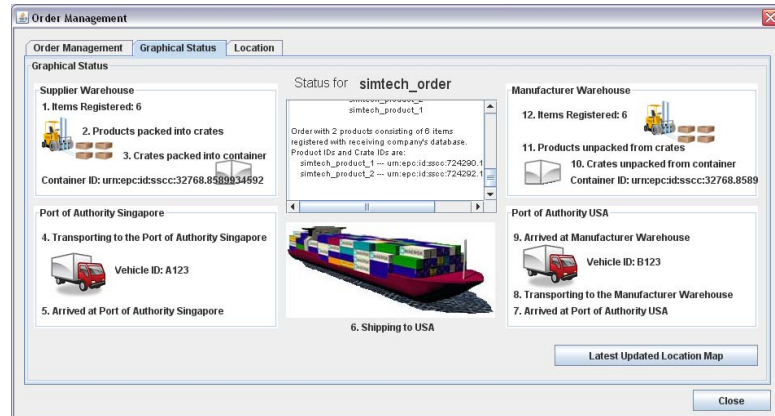 Order Management
Order Management
Graphical Status
Location
Graphical Status
Supplier Warehouse
1. Items Registered: 6
2. Products packed into crates
3. Crates packed into container
Container ID: urn:epc:id:sscc:32768.8589934592
Port of Authority Singapore
4. Transporting to the Port of Authority Singapore
Vehicle ID: A123
5. Arrived at Port of Authority Singapore
Status for simtech_order
simtech_product_2
simtech_product_1
Order with 2 products consisting of 6 items
registered with receiving company's database.
Product IDs and Crate IDs are:
simtech_product_1 --- urn:epc:id:sscc:724290.1
simtech_product_2 --- urn:epc:id:sscc:724292.1
6. Shipping to USA
Manufacturer Warehouse
12. Items Registered: 6
11. Products unpacked from crates
10. Crates unpacked from container
Container ID: urn:epc:id:sscc:32768.8589
Port of Authority USA
9. Arrived at Manufacturer Warehouse
Vehicle ID: B123
8. Transporting to the Manufacturer Warehouse
7. Arrived at Port of Authority USA
Latest Updated Location Map
Close